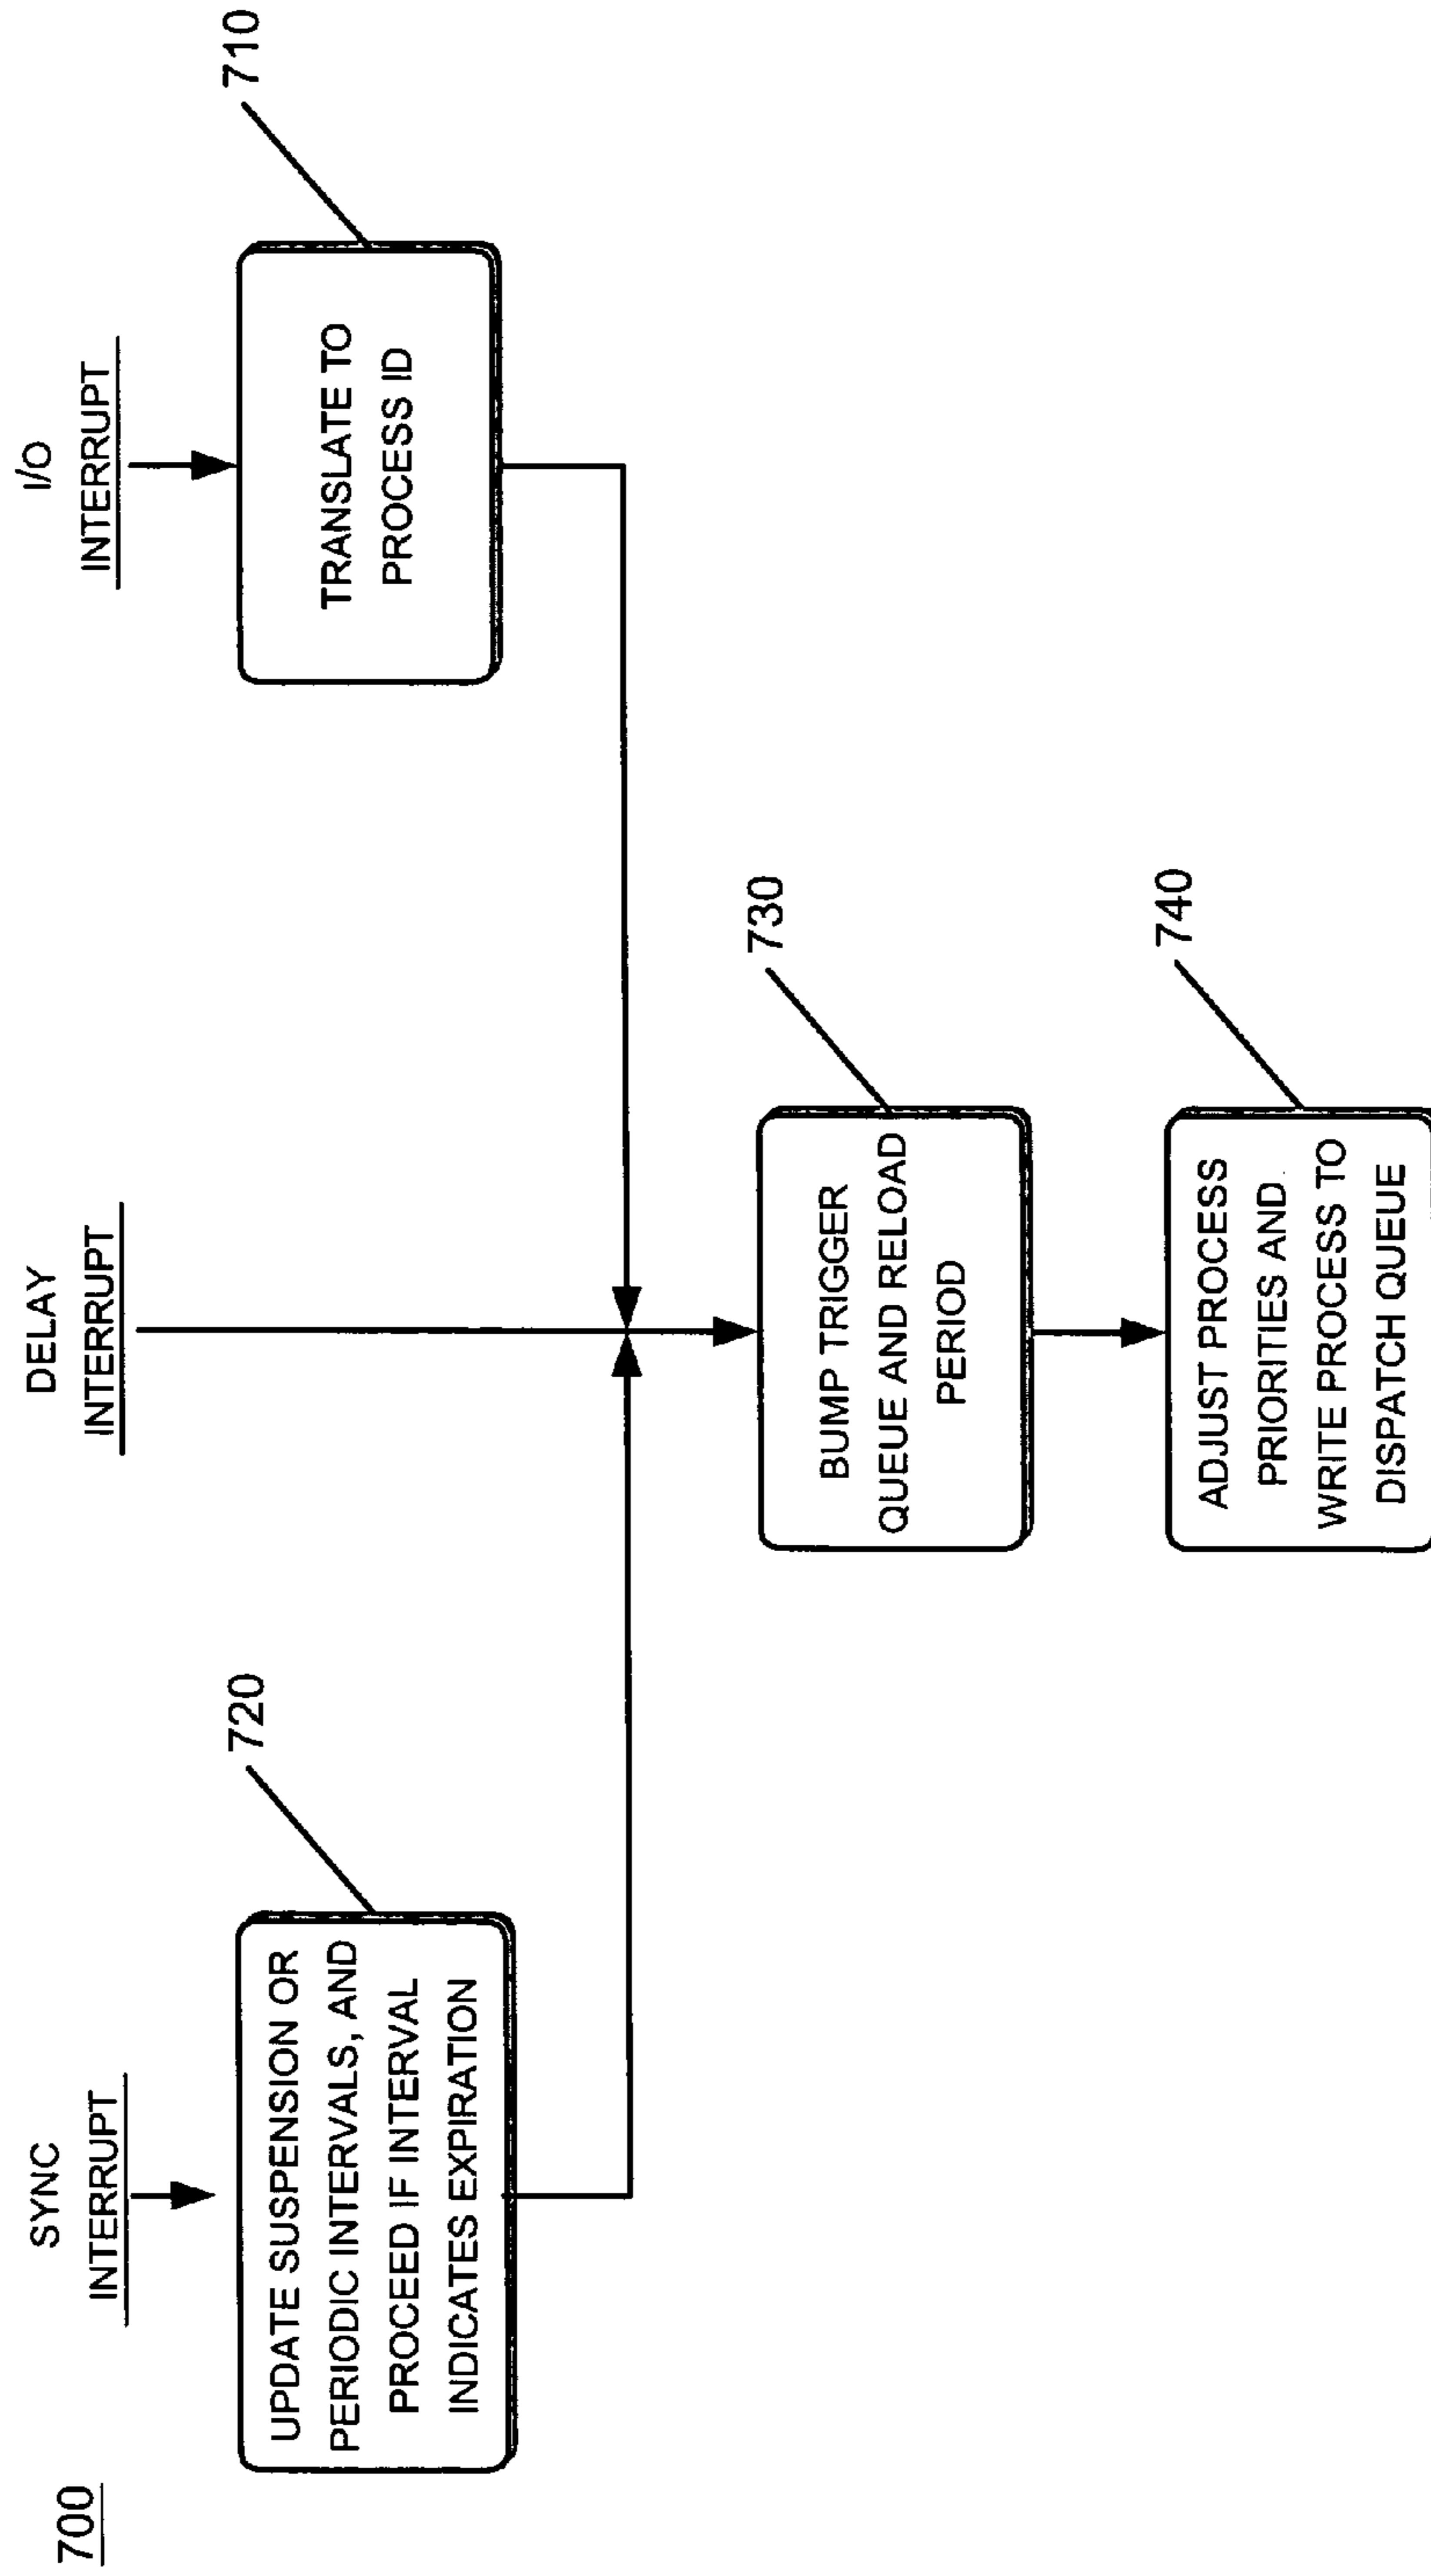 700
SYNC
INTERRUPT
DELAY
INTERRUPT
I/O
INTERRUPT
720
UPDATE SUSPENSION OR
PERIODIC INTERVALS, AND
PROCEED IF INTERVAL
INDICATES EXPIRATION
710
TRANSLATE TO
PROCESS ID
730
BUMP TRIGGER
QUEUE AND RELOAD
PERIOD
740
ADJUST PROCESS
PRIORITIES AND
WRITE PROCESS TO
DISPATCH QUEUE